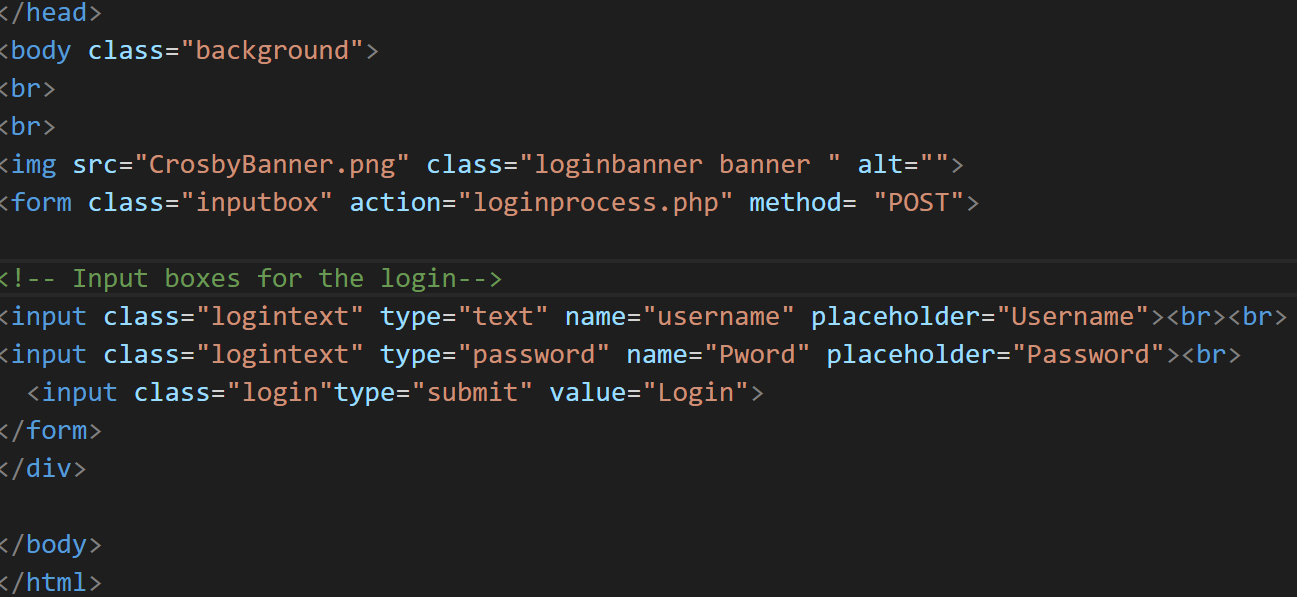 </head>
<body class="background">
<br>
<br>
<img src="CrosbyBanner.png" class="loginbanner banner " alt="">
<form class="inputbox" action="loginprocess.php" method= "POST">
<!-- Input boxes for the login-->
<input class="logintext" type="text" name="username" placeholder="Username"><br><br>
<input class="logintext" type="password" name="Pword" placeholder="Password"><br>
<input class="login"type="submit" value="Login">
</form>
</div>
</body>
</html>